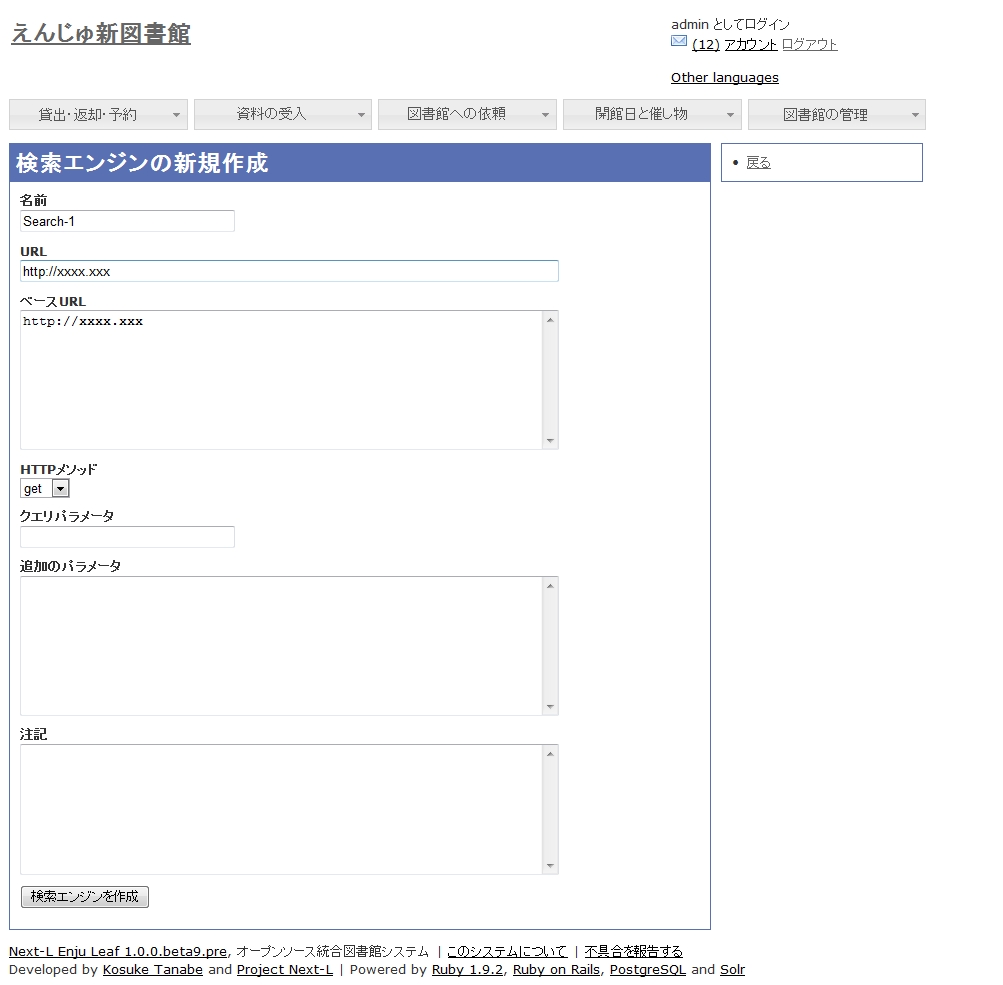 えんじゅ新図書館
admin としてログイン
(12) アカウント ログアウト
Other languages
貸出・返却・予約 資料の受入 図書館への依頼 開館日と催し物 図書館の管理
検索エンジンの新規作成
• 戻る
名前
Search-1
URL
http://xxxx.xxx
ベースURL
http://xxxx.xxx
HTTPメソッド
get
クエリパラメータ
追加のパラメータ
注記
検索エンジンを作成
Next-L Enju Leaf 1.0.0.beta9.pre, オープンソース統合図書館システム | このシステムについて | 不具合を報告する
Developed by Kosuke Tanabe and Project Next-L | Powered by Ruby 1.9.2, Ruby on Rails, PostgreSQL and Solr